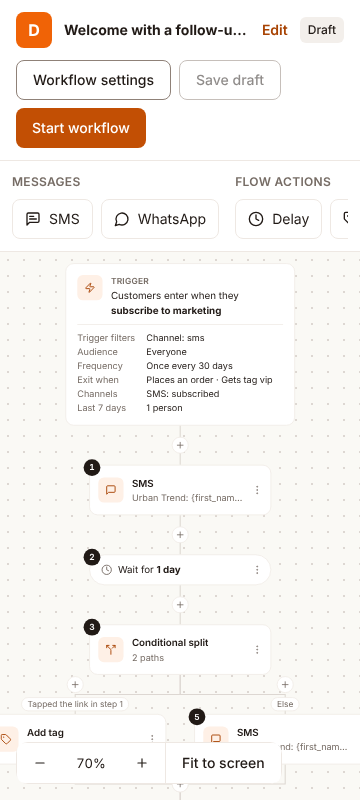 D
Welcome with a follow-u...
Edit
Draft
Workflow settings
Save draft
Start workflow
MESSAGES
FLOW ACTIONS
SMS
WhatsApp
Delay
TRIGGER
Customers enter when they
subscribe to marketing
Trigger filters Channel: sms
Audience Everyone
Frequency Once every 30 days
Exit when Places an order · Gets tag vip
Channels SMS: subscribed
Last 7 days 1 person
1
SMS
Urban Trend: {first_nam...
2
Wait for 1 day
3
Conditional split
2 paths
Tapped the link in step 1
Else
Add tag
5
SMS
nd: {first_nam...
70%
Fit to screen